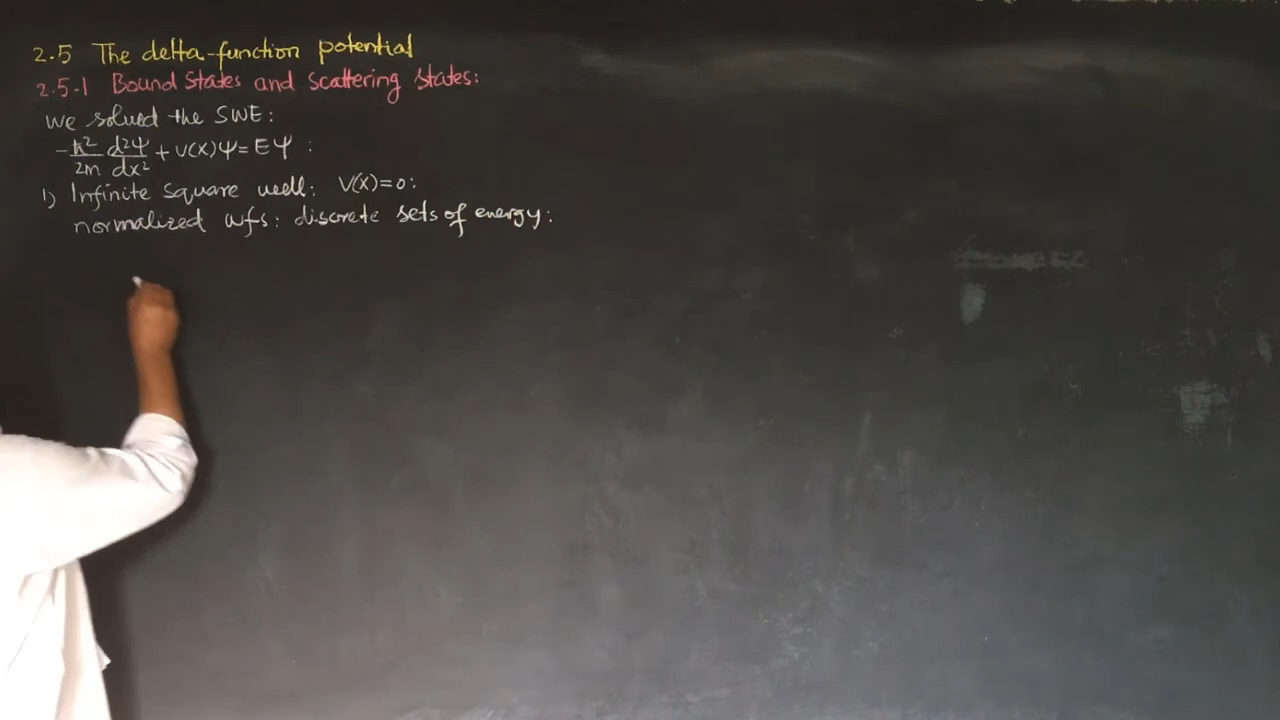 2.5 The delta-function potential
2.5-1 Bound states and scattering states:
we solved the SWE:
-ħ²/2m d²ψ/dx² + V(x)ψ = Eψ :
1) Infinite square well: V(x)=0:
normalized wfs: discrete sets of energy: